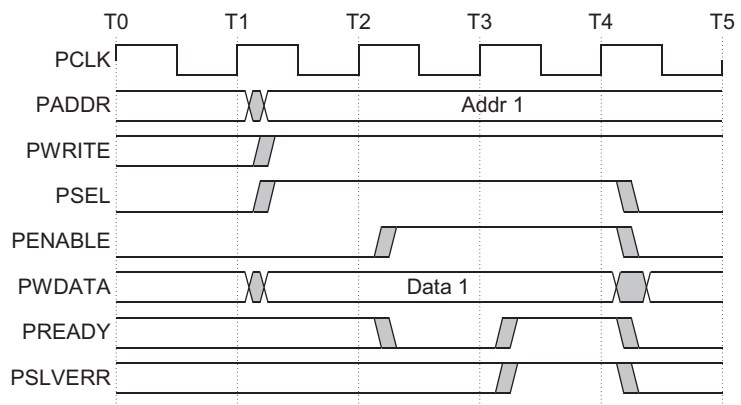 T0 T1 T2 T3 T4 T5
PCLK
PADDR Addr 1
PWRITE
PSEL
PENABLE
PWDATA Data 1
PREADY
PSLVERR